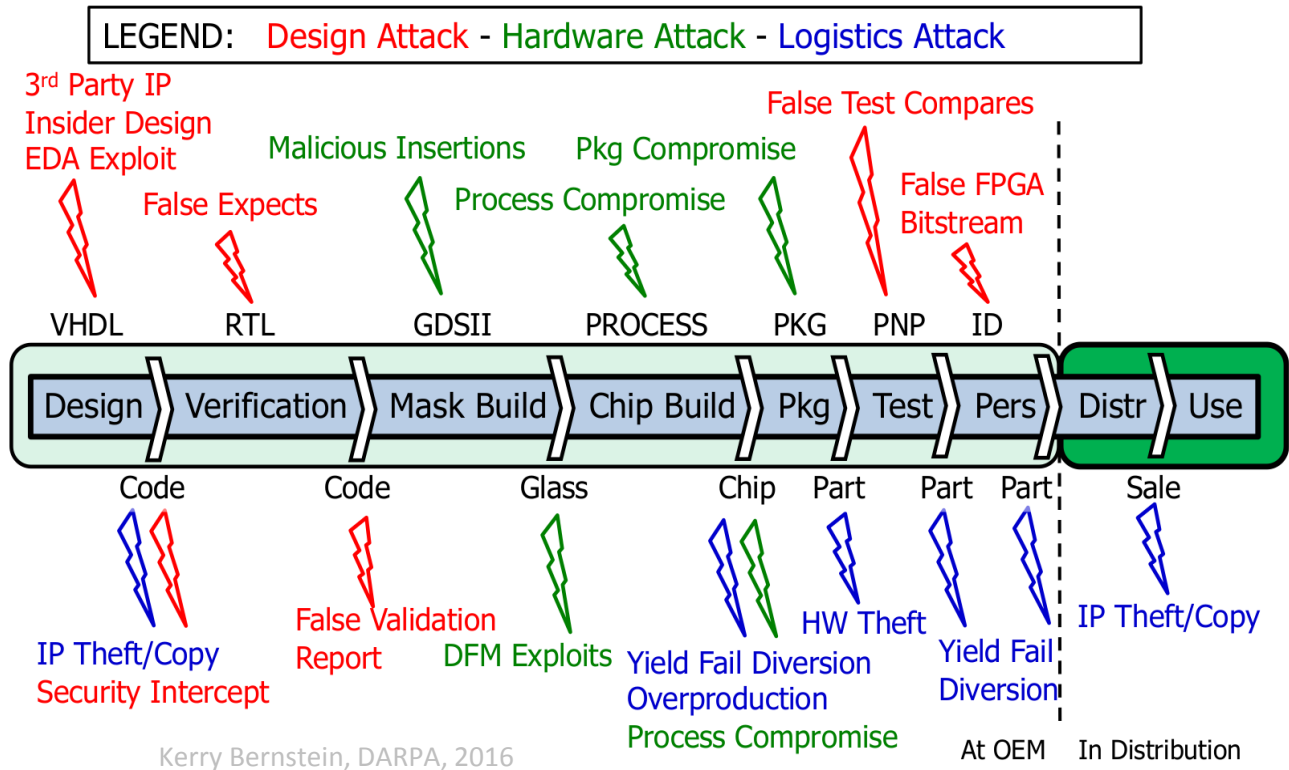 LEGEND: Design Attack - Hardware Attack - Logistics Attack
3rd Party IP
Insider Design
EDA Exploit
False Expects
Malicious Insertions
Process Compromise
Pkg Compromise
False Test Compares
False FPGA
Bitstream
VHDL RTL GDSII PROCESS PKG PNP ID
Design Verification Mask Build Chip Build Pkg Test Pers Distr Use
Code Code Glass Chip Part Part Part Sale
IP Theft/Copy
Security Intercept
False Validation
Report
DFM Exploits
Yield Fail Diversion
Overproduction
Process Compromise
HW Theft
Yield Fail
Diversion
IP Theft/Copy
At OEM In Distribution
Kerry Bernstein, DARPA, 2016